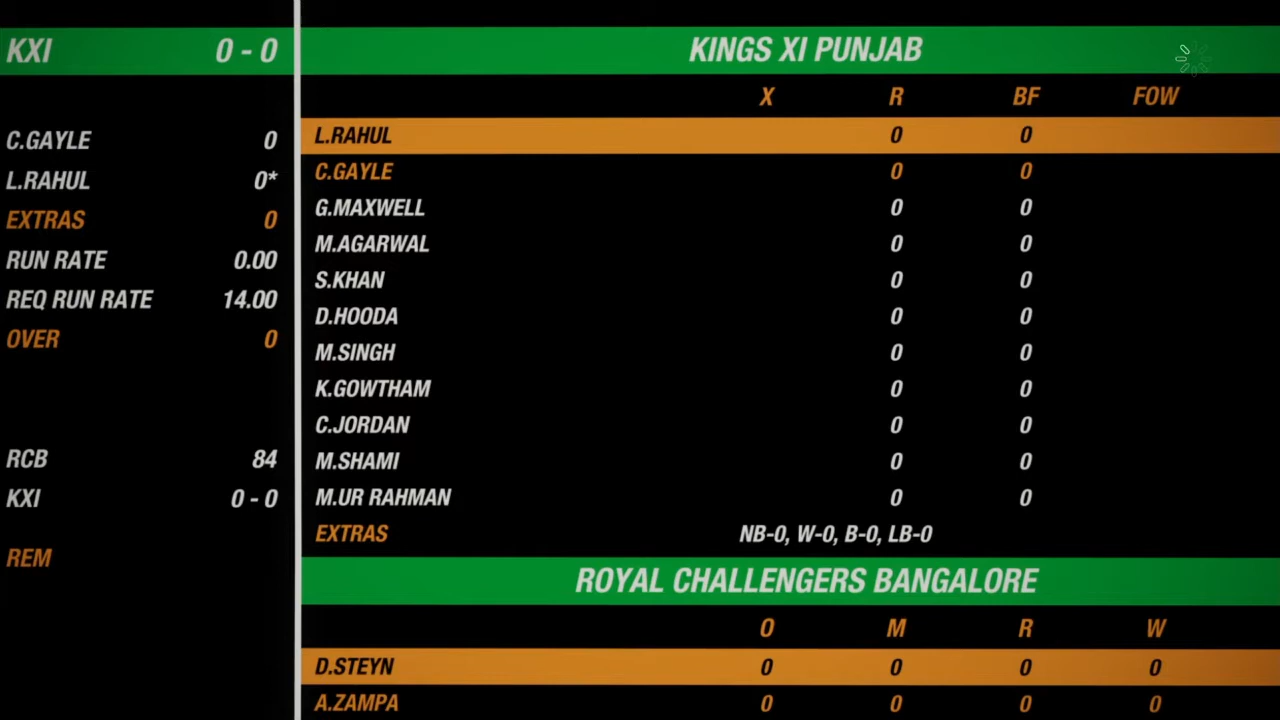 KXI 0 - 0
C.GAYLE 0
L.RAHUL 0*
EXTRAS 0
RUN RATE 0.00
REQ RUN RATE 14.00
OVER 0
RCB 84
KXI 0 - 0
REM
KINGS XI PUNJAB
X R BF FOW
L.RAHUL 0 0
C.GAYLE 0 0
G.MAXWELL 0 0
M.AGARWAL 0 0
S.KHAN 0 0
D.HOODA 0 0
M.SINGH 0 0
K.GOWTHAM 0 0
C.JORDAN 0 0
M.SHAMI 0 0
M.UR RAHMAN 0 0
EXTRAS NB-0, W-0, B-0, LB-0
ROYAL CHALLENGERS BANGALORE
O M R W
D.STEYN 0 0 0 0
A.ZAMPA 0 0 0 0